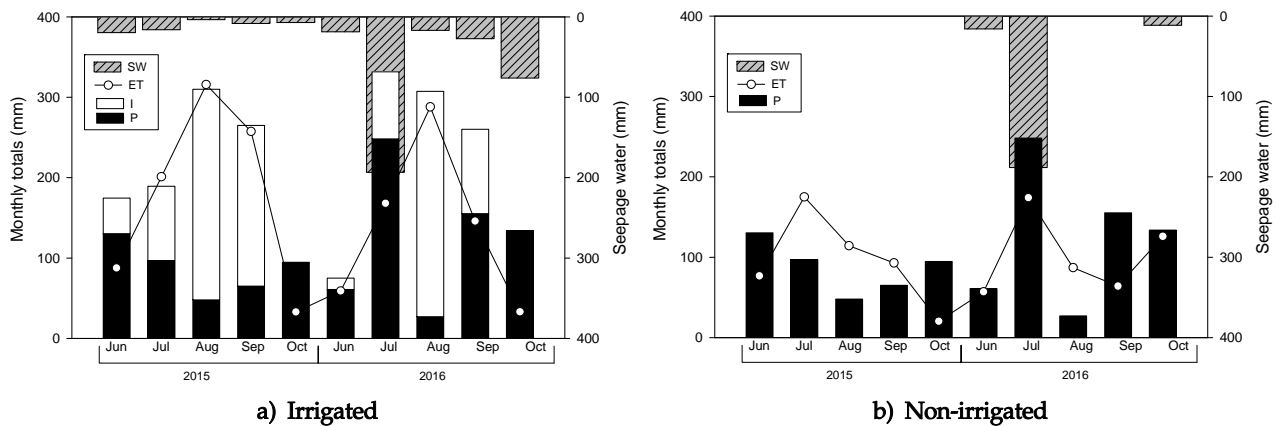 400
300
200
100
0
Monthly totals (mm)
SW
ET
I
P
0
100
200
300
400
Seepage water (mm)
Jun Jul Aug Sep Oct Jun Jul Aug Sep Oct
2015 2016
a) Irrigated
400
300
200
100
0
Monthly totals (mm)
SW
ET
P
0
100
200
300
400
Seepage water (mm)
Jun Jul Aug Sep Oct Jun Jul Aug Sep Oct
2015 2016
b) Non-irrigated